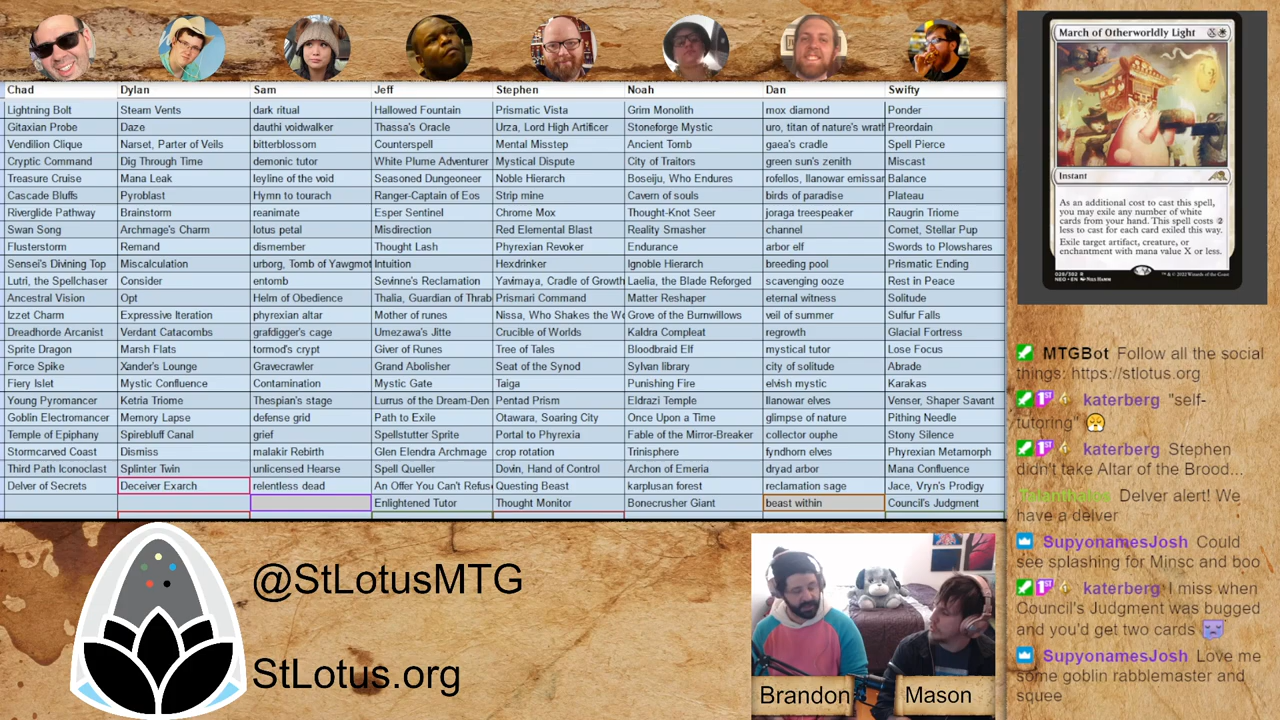 Chad Dylan Sam Jeff Stephen Noah Dan Swifty
Lightning Bolt Steam Vents dark ritual Hallowed Fountain Prismatic Vista Grim Monolith mox diamond Ponder
Gitaxian Probe Daze dauthi voidwalker Thassa's Oracle Urza, Lord High Artificer Stoneforge Mystic uro, titan of nature's wrath Preordain
Vendilion Clique Narset, Parter of Veils bitterblossom Counterspell Mental Misstep Ancient Tomb gaea's cradle Spell Pierce
Cryptic Command Dig Through Time demonic tutor White Plume Adventurer Mystical Dispute City of Traitors green sun's zenith Miscast
Treasure Cruise Mana Leak leyline of the void Seasoned Dungeoneer Noble Hierarch Boseiju, Who Endures rofellos, llanowar emissar Balance
Cascade Bluffs Pyroblast Hymn to tourach Ranger-Captain of Eos Strip mine Cavern of souls birds of paradise Plateau
Riverglide Pathway Brainstorm reanimate Esper Sentinel Chrome Mox Thought-Knot Seer joraga treespeaker Raugrin Triome
Swan Song Archmage's Charm lotus petal Misdirection Red Elemental Blast Reality Smasher channel Comet, Stellar Pup
Flusterstorm Remand dismember Thought Lash Phyrexian Revoker Endurance arbor elf Swords to Plowshares
Sensei's Divining Top Miscalculation urborg, Tomb of Yawgmot Intuition Hexdrinker Ignoble Hierarch breeding pool Prismatic Ending
Lutri, the Spellchaser Consider entomb Sevinne's Reclamation Yavimaya, Cradle of Growth Laelia, the Blade Reforged scavenging ooze Rest in Peace
Ancestral Vision Opt Helm of Obedience Thalia, Guardian of Thrab Prismari Command Matter Reshaper eternal witness Solitude
Izzet Charm Expressive Iteration phyrexian altar Mother of runes Nissa, Who Shakes the Wo Grove of the Burnwillows veil of summer Sulfur Falls
Dreadhorde Arcanist Verdant Catacombs grafdigger's cage Umezawa's Jitte Crucible of Worlds Kaldra Compleat regrowth Glacial Fortress
Sprite Dragon Marsh Flats tormod's crypt Giver of Runes Tree of Tales Bloodbraid Elf mystical tutor Lose Focus
Force Spike Xander's Lounge Gravecrawler Grand Abolisher Seat of the Synod Sylvan library city of solitude Abrade
Fiery Islet Mystic Confluence Contamination Mystic Gate Taiga Punishing Fire elvish mystic Karakas
Young Pyromancer Ketria Triome Thespian's stage Lurrus of the Dream-Den Pentad Prism Eldrazi Temple llanowar elves Venser, Shaper Savant
Goblin Electromancer Memory Lapse defense grid Path to Exile Otawara, Soaring City Once Upon a Time glimpse of nature Pithing Needle
Temple of Epiphany Spirebluff Canal grief Spellstutter Sprite Portal to Phyrexia Fable of the Mirror-Breaker collector ouphe Stony Silence
Stormcarved Coast Dismiss malakir Rebirth Glen Elendra Archmage crop rotation Trinisphere fyndhorn elves Phyrexian Metamorph
Third Path Iconoclast Splinter Twin unlicensed Hearse Spell Queller Dovin, Hand of Control Archon of Emeria dryad arbor Mana Confluence
Delver of Secrets Deceiver Exarch relentless dead An Offer You Can't Refuse Questing Beast karplusan forest reclamation sage Jace, Vryn's Prodigy
Enlightened Tutor Thought Monitor Bonecrusher Giant beast within Council's Judgment
@StLotusMTG
StLotus.org
Brandon Mason
March of Otherworldly Light X
Instant
As an additional cost to cast this spell,
you may exile any number of white
cards from your hand. This spell costs 2
less to cast for each card exiled this way.
Exile target artifact, creature, or
enchantment with mana value X or less.
MTGBot Follow all the social
things: https://stlotus.org
katerberg "self-
tutoring"
katerberg Stephen
didn't take Altar of the Brood...
Delver alert! We
have a delver
SupyonamesJosh Could
see splashing for Minsc and boo
katerberg I miss when
Council's Judgment was bugged
and you'd get two cards
SupyonamesJosh Love me
some goblin rabblemaster and
squee